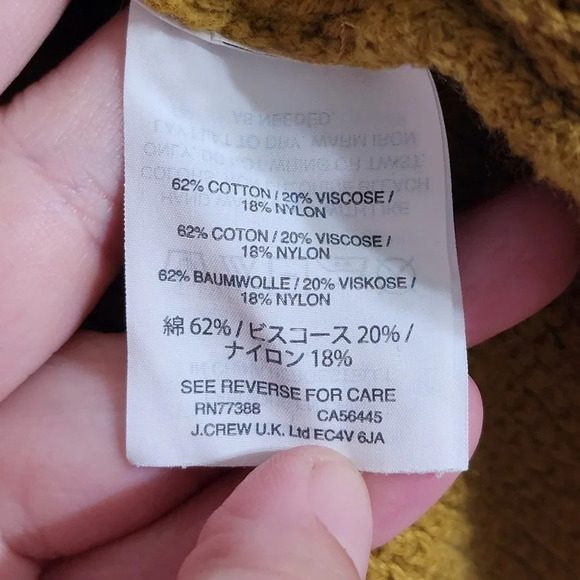 62% COTTON / 20% VISCOSE /
18% NYLON
62% COTON / 20% VISCOSE /
18% NYLON
62% BAUMWOLLE / 20% VISKOSE /
18% NYLON
綿 62% / ビスコース 20% /
ナイロン 18%
SEE REVERSE FOR CARE
RN77388 CA56445
J.CREW U.K. Ltd EC4V 6JA